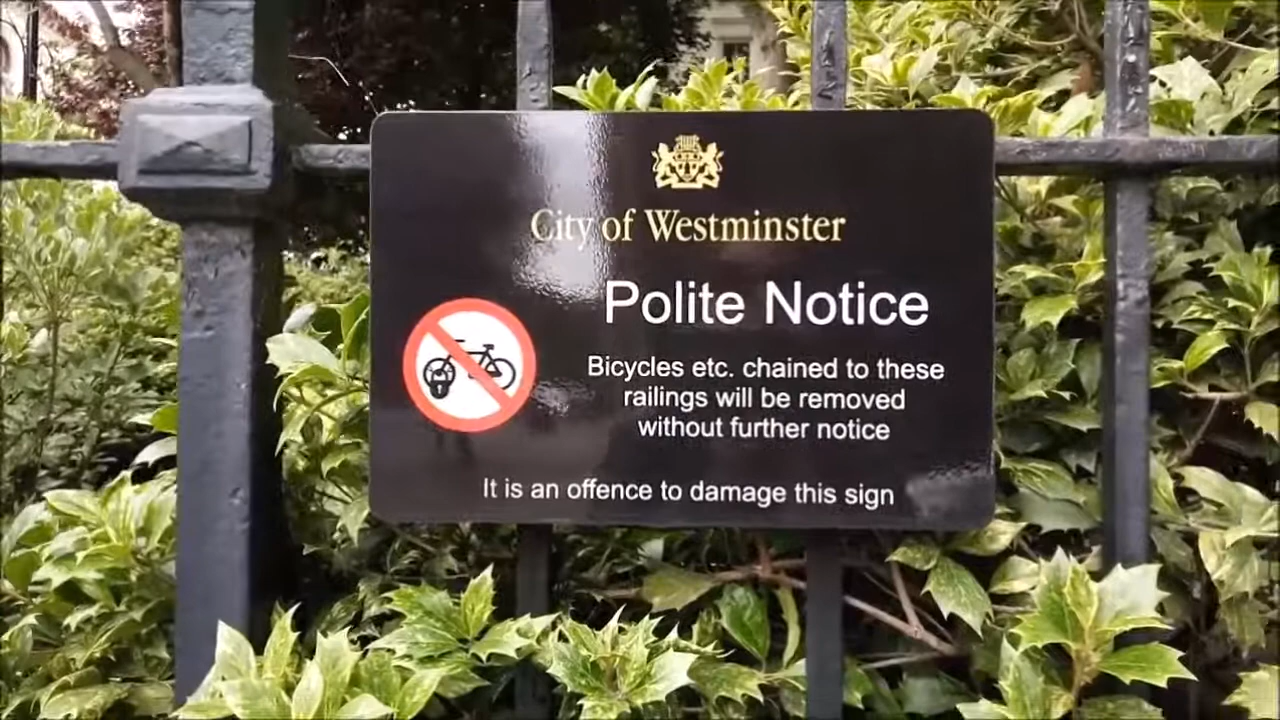 City of Westminster
Polite Notice
Bicycles etc. chained to these
railings will be removed
without further notice
It is an offence to damage this sign